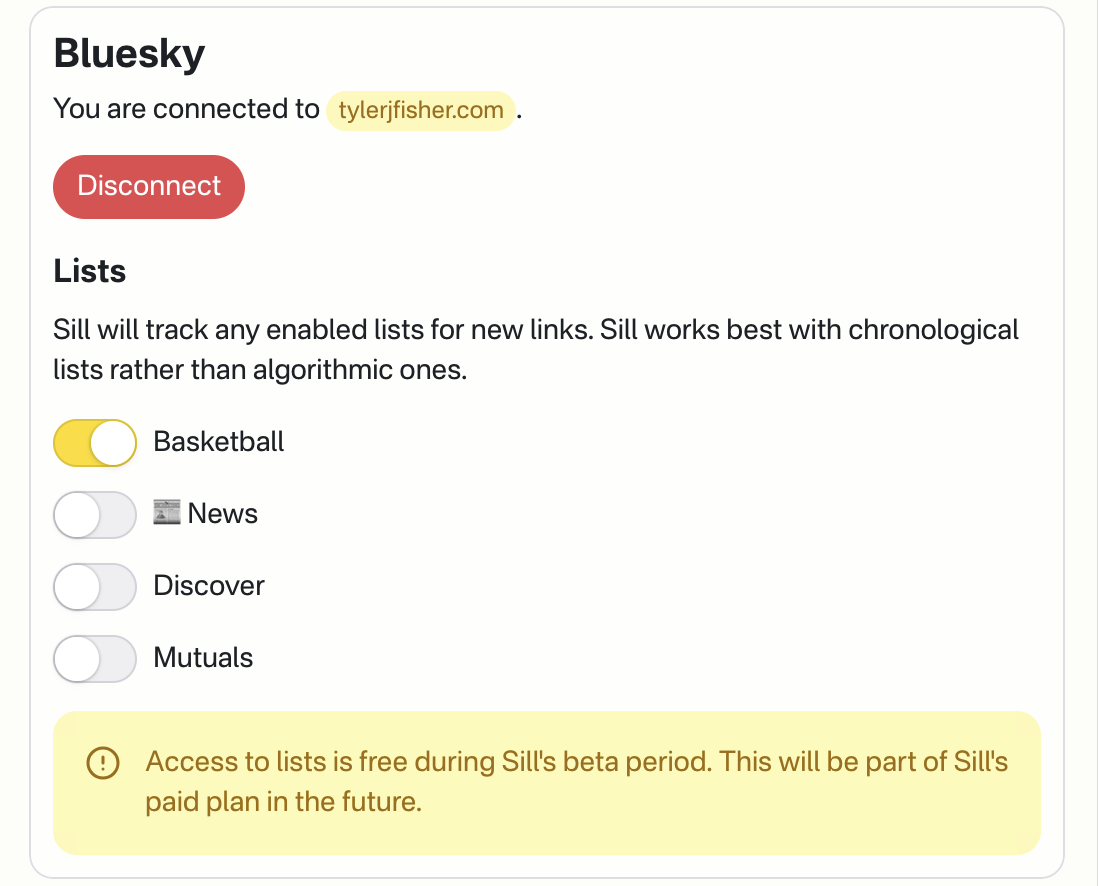 Bluesky
You are connected to tylerjfisher.com.
Disconnect
Lists
Sill will track any enabled lists for new links. Sill works best with chronological
lists rather than algorithmic ones.
Basketball
📰 News
Discover
Mutuals
Access to lists is free during Sill's beta period. This will be part of Sill's
paid plan in the future.